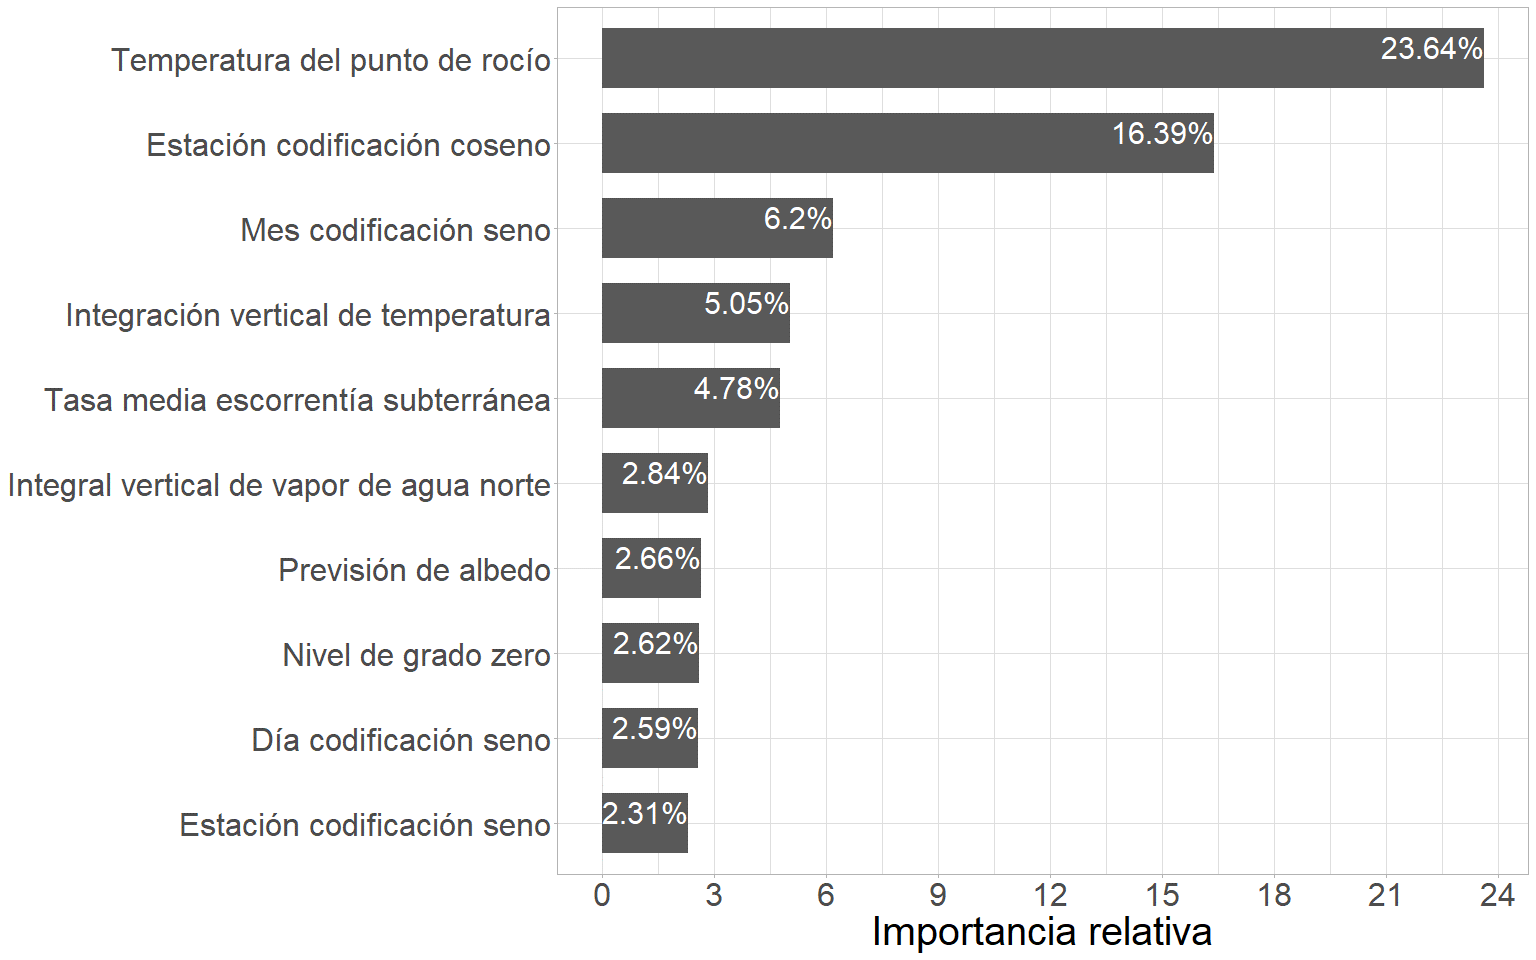 Temperatura del punto de rocío 23.64%
Estación codificación coseno 16.39%
Mes codificación seno 6.2%
Integración vertical de temperatura 5.05%
Tasa media escorrentía subterránea 4.78%
Integral vertical de vapor de agua norte 2.84%
Previsión de albedo 2.66%
Nivel de grado zero 2.62%
Día codificación seno 2.59%
Estación codificación seno 2.31%
0 3 6 9 12 15 18 21 24
Importancia relativa